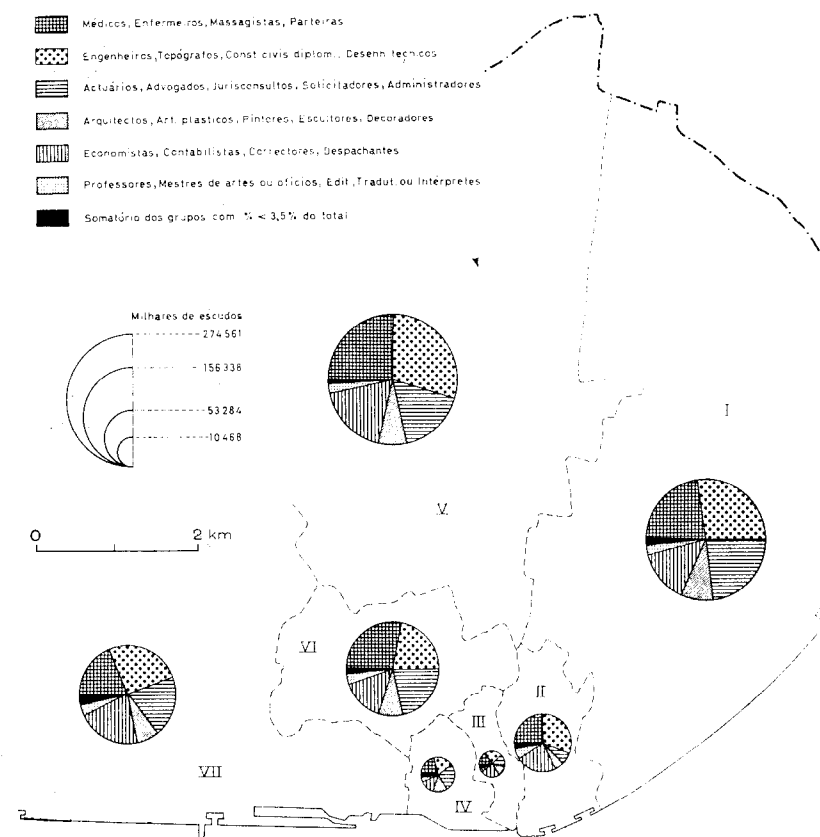 Médicos, Enfermeiros, Massagistas, Parteiras
Engenheiros, Topógrafos, Const civis diplom., Desenh técnicos
Actuários, Advogados, Jurisconsultos, Solicitadores, Administradores
Arquitectos, Art. plásticos, Pintores, Escultores, Decoradores
Economistas, Contabilistas, Correctores, Despachantes
Professores, Mestres de artes ou ofícios, Edit, Tradut. ou Intérpretes
Somatório dos grupos com % < 3,5% do total
Milhares de escudos
274 561
156 338
53 284
10 468
0 2 km
I
V
VI
II
III
VII
IV